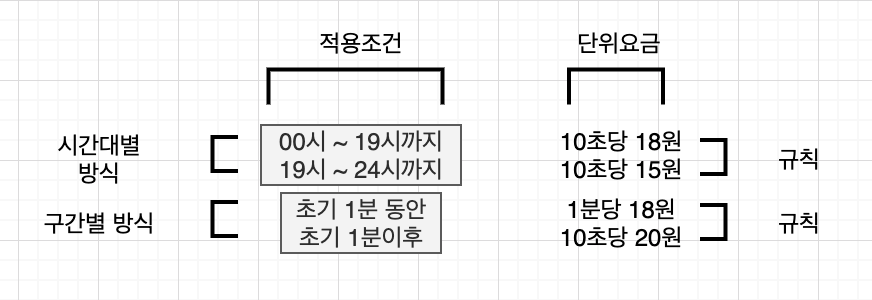 적용조건 단위요금
시간대별 00시 ~ 19시까지 10초당 18원
방식 19시 ~ 24시까지 10초당 15원 규칙
구간별 방식 초기 1분 동안 1분당 18원 규칙
초기 1분이후 10초당 20원